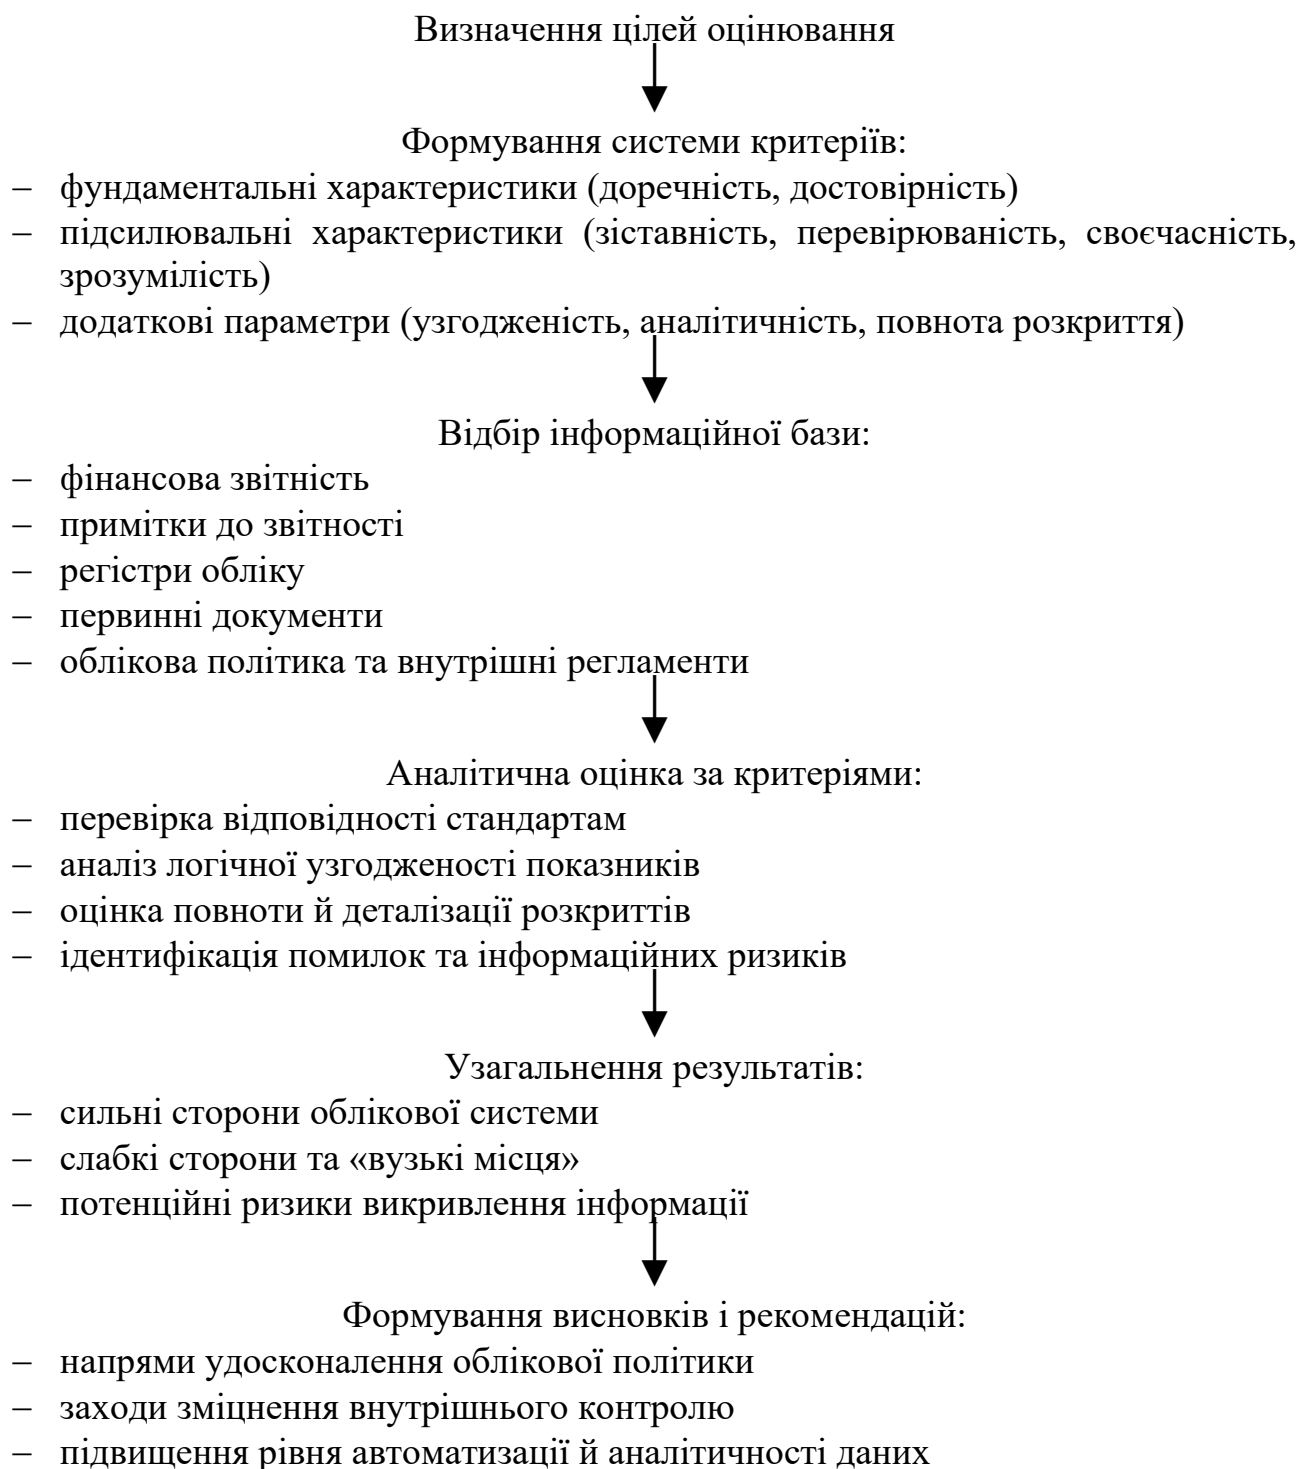 Визначення цілей оцінювання
Формування системи критеріїв:
– фундаментальні характеристики (доречність, достовірність)
– підсилювальні характеристики (зіставність, перевірюваність, своєчасність,
зрозумілість)
– додаткові параметри (узгодженість, аналітичність, повнота розкриття)
Відбір інформаційної бази:
– фінансова звітність
– примітки до звітності
– регістри обліку
– первинні документи
– облікова політика та внутрішні регламенти
Аналітична оцінка за критеріями:
– перевірка відповідності стандартам
– аналіз логічної узгодженості показників
– оцінка повноти й деталізації розкриттів
– ідентифікація помилок та інформаційних ризиків
Узагальнення результатів:
– сильні сторони облікової системи
– слабкі сторони та «вузькі місця»
– потенційні ризики викривлення інформації
Формування висновків і рекомендацій:
– напрями удосконалення облікової політики
– заходи зміцнення внутрішнього контролю
– підвищення рівня автоматизації й аналітичності даних